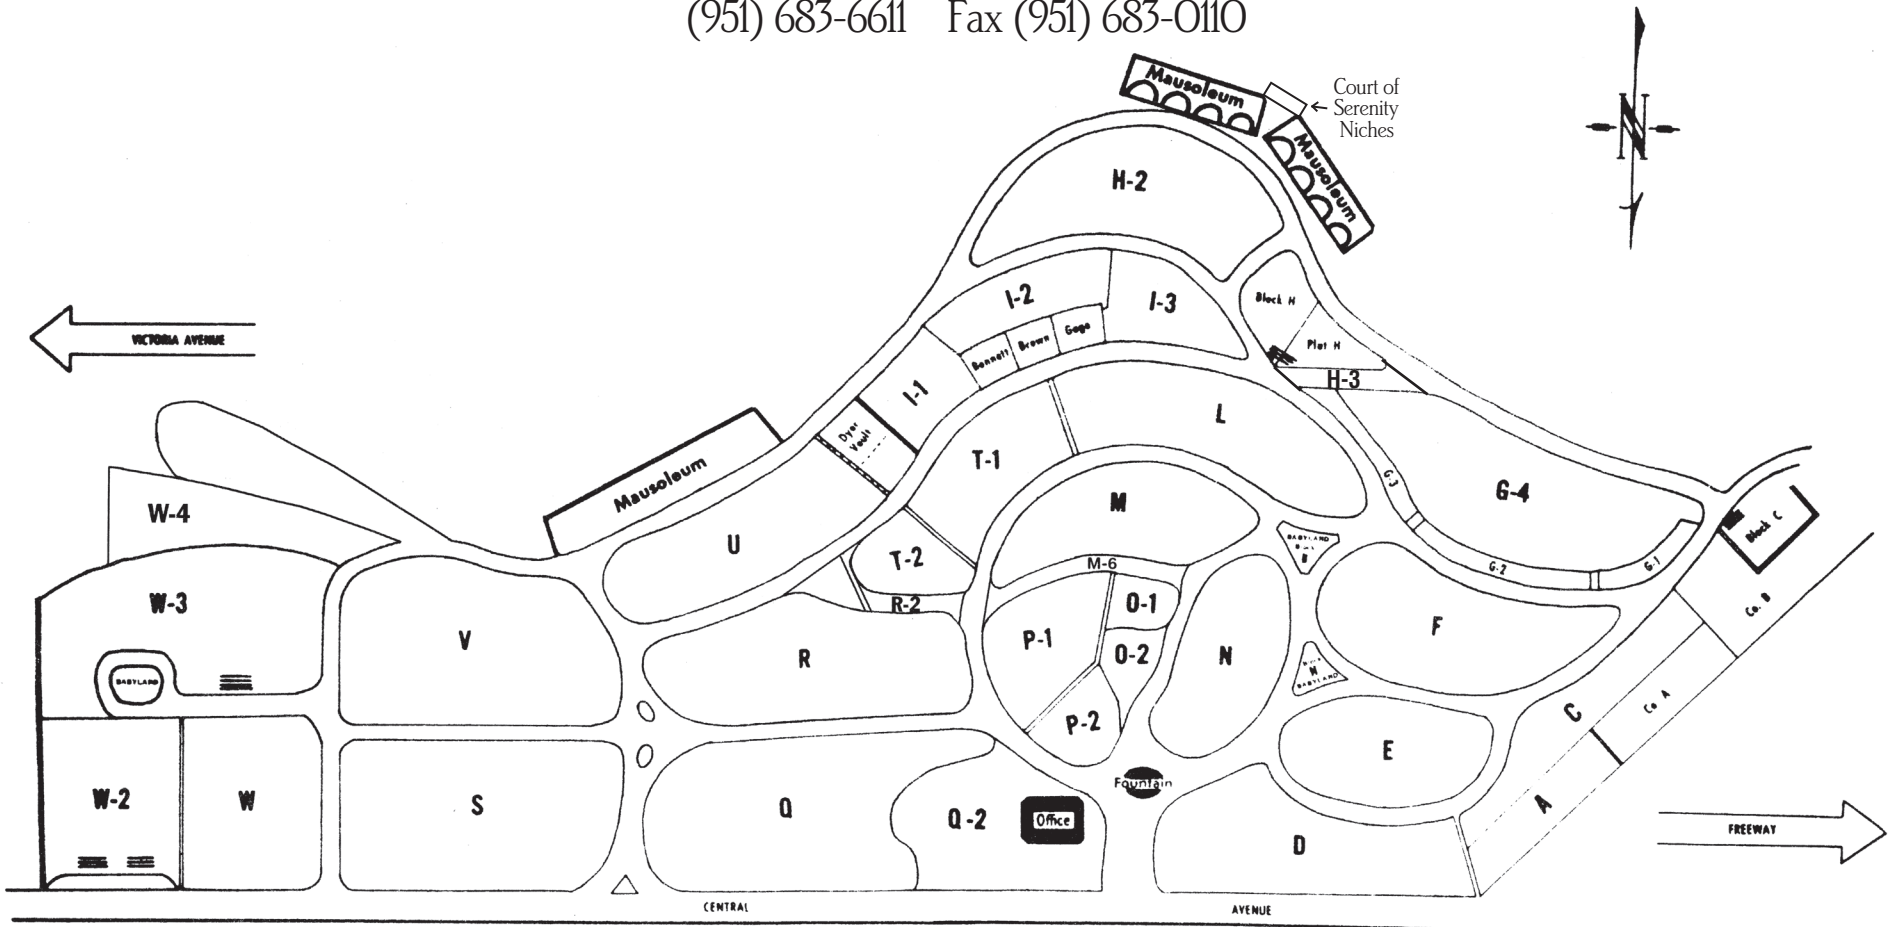 (951) 683-6611 Fax (951) 683-0110
Mausoleum
Court of
Serenity
Niches
N
Mausoleum
H-2
I-2
I-3
Block H
Plot H
H-3
VICTORIA AVENUE
Bennett
Brown
Gage
I-1
L
Dyer
Vault
T-1
Mausoleum
G-3
G-4
M
W-4
U
T-2
BABYLAND
Block C
M-6
G-2
G-1
W-3
R-2
O-1
Co. B
V
R
P-1
O-2
N
F
BABYLAND
N
BABYLAND
P-2
C
Co A
E
Fountain
W-2
W
S
Q
Q-2
Office
A
D
FREEWAY
CENTRAL AVENUE